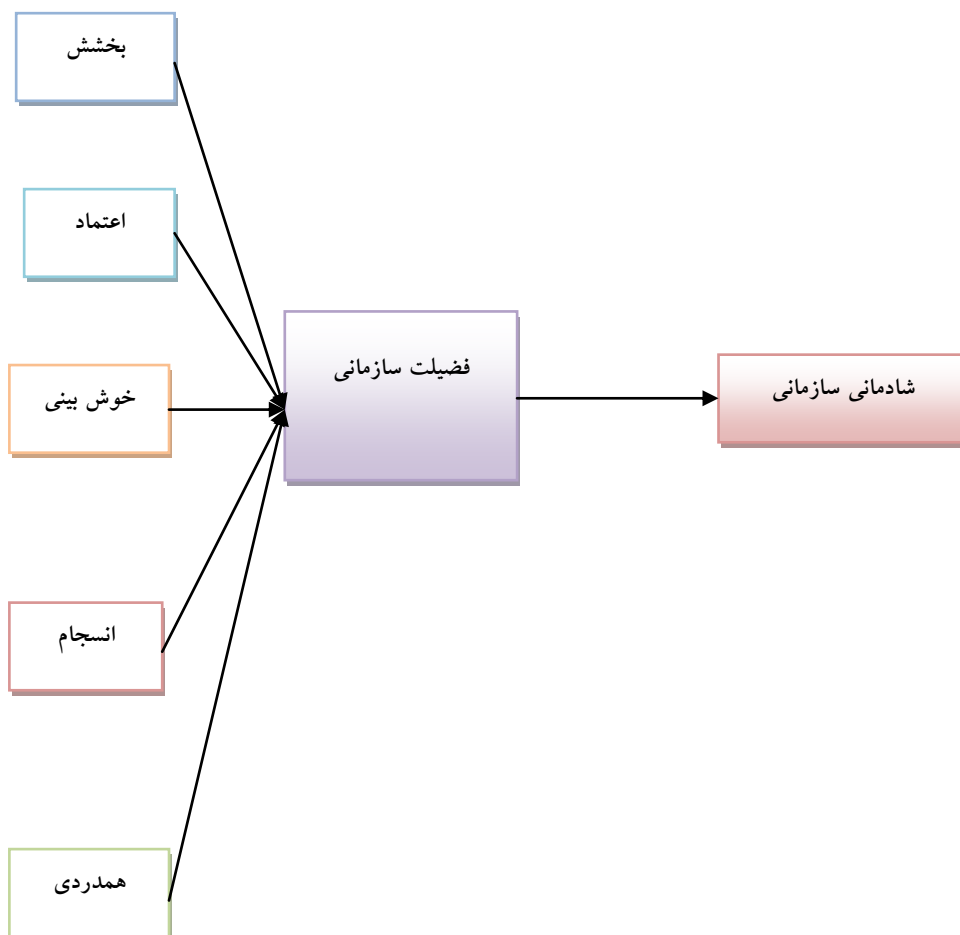 بخشش
اعتماد
فضیلت سازمانی
شادمانی سازمانی
خوش بینی
انسجام
همدردی